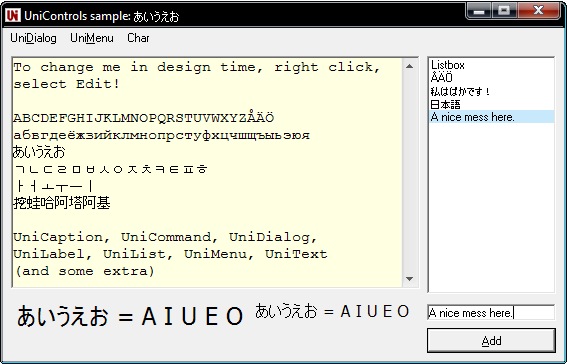 UniControls sample: あいうえお
UniDialog UniMenu Char
To change me in design time, right click,
select Edit!
ABCDEFGHIJKLMNOPQRSTUVWXYZÅÄÖ
абвгдеёжзийклмнопрстуфхцчшщъыьэюя
あいうえお
ㄱㄴㄷㄹㅁㅂㅅㅇㅈㅊㅋㅌㅍㅎ
ㅏㅓㅗㅜㅡㅣ
挖蛙哈阿塔阿基
UniCaption, UniCommand, UniDialog,
UniLabel, UniList, UniMenu, UniText
(and some extra)
Listbox
ÅÄÖ
私はばかです!
日本語
A nice mess here.
あいうえお = A I U E O
あいうえお = A I U E O
A nice mess here.
Add